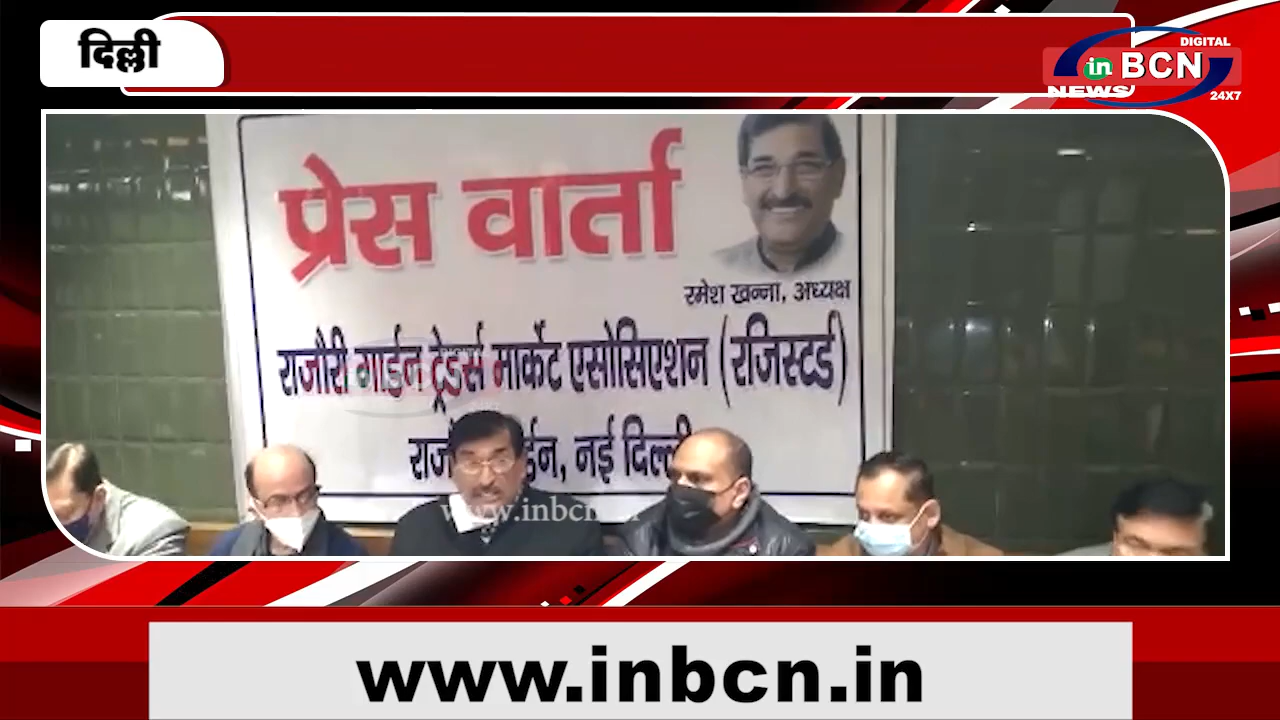 दिल्ली
DIGITAL
in BCN
NEWS
24X7
प्रेस वार्ता
रमेश खन्ना, अध्यक्ष
राजौरी गार्डन ट्रेडर्स मार्केट एसोसिएशन (रजिस्टर्ड)
नई दिल्ली
www.inbcn.in
www.inbcn.in